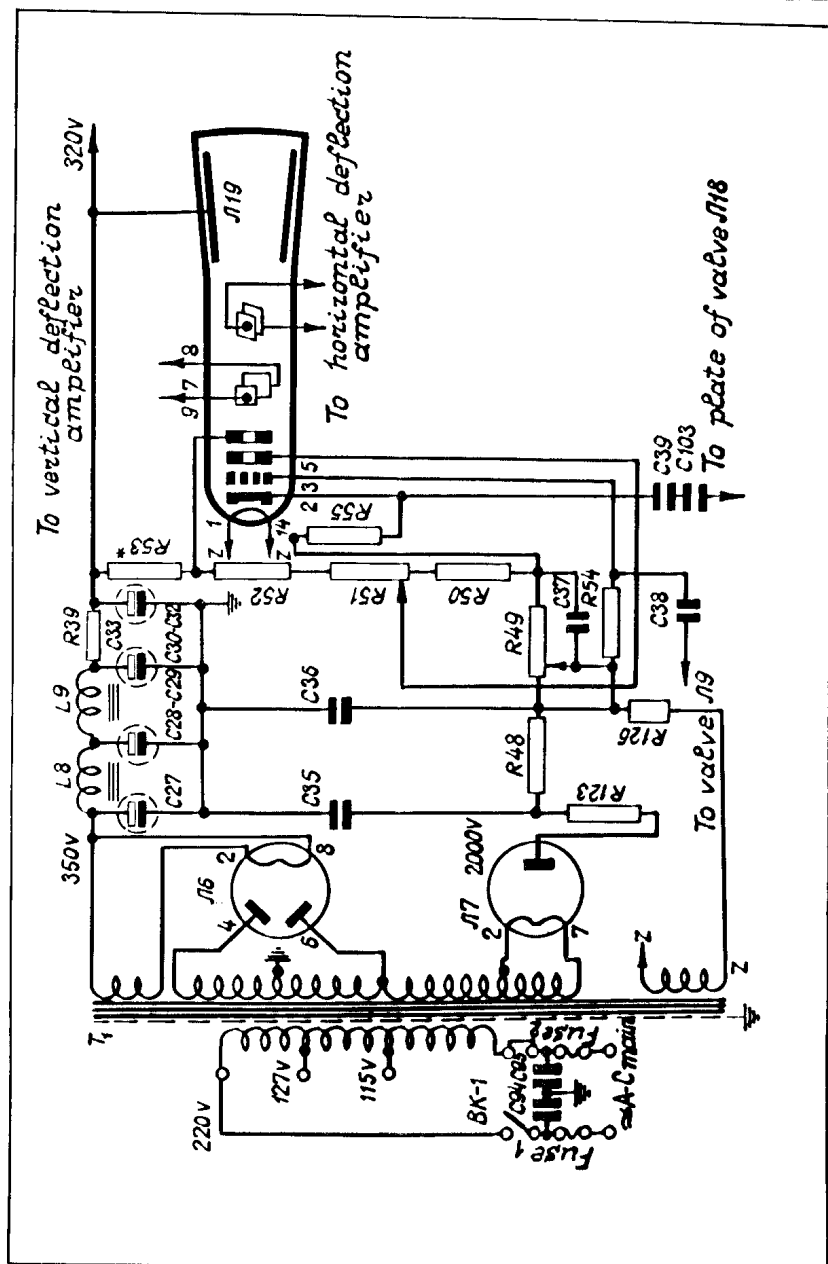 To vertical deflection
amplifier
320V
350V
L8
L9
R39
C27
C28-C29
C33
C30-C32
R53*
Л19
9
7
8
To horizontal deflection
amplifier
Л6
2
8
4
6
C35
C36
1
14
2
3
5
Z
Z
R52
R55
R51
R50
R49
C37
R54
R48
C38
C39
C103
To plate of valve Л18
To valve Л9
R126
R123
Л7
2000V
2
7
Z
Z
T1
220V
127V
115V
BK-1
C94
C95
Fuse 1
Fuse 2
≈A-C main